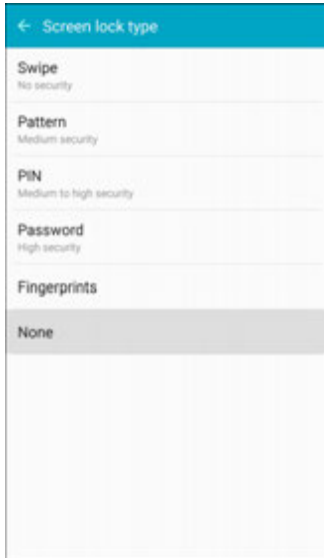 Screen lock type
Swipe
No security
Pattern
Medium security
PIN
Medium to high security
Password
High security
Fingerprints
None